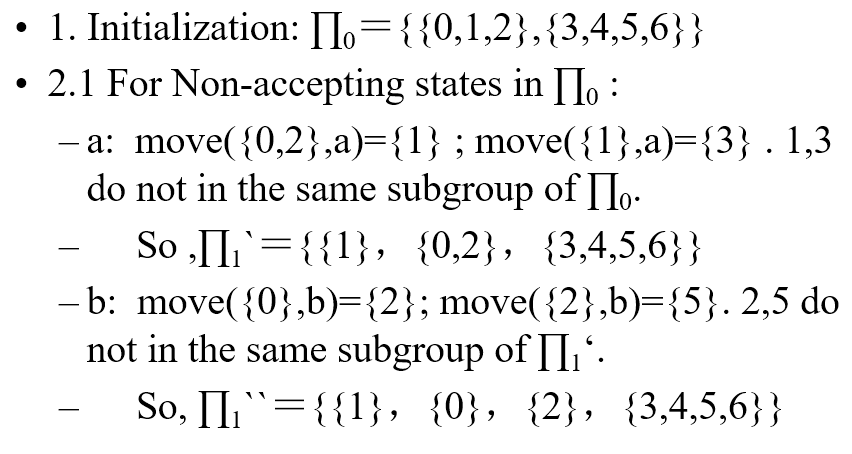 • 1. Initialization: ∏₀＝{{0,1,2},{3,4,5,6}}
• 2.1 For Non-accepting states in ∏₀ :
– a: move({0,2},a)={1} ; move({1},a)={3} . 1,3
do not in the same subgroup of ∏₀.
– So ,∏₁`＝{{1}, {0,2}, {3,4,5,6}}
– b: move({0},b)={2}; move({2},b)={5}. 2,5 do
not in the same subgroup of ∏₁‘.
– So, ∏₁``＝{{1}, {0}, {2}, {3,4,5,6}}